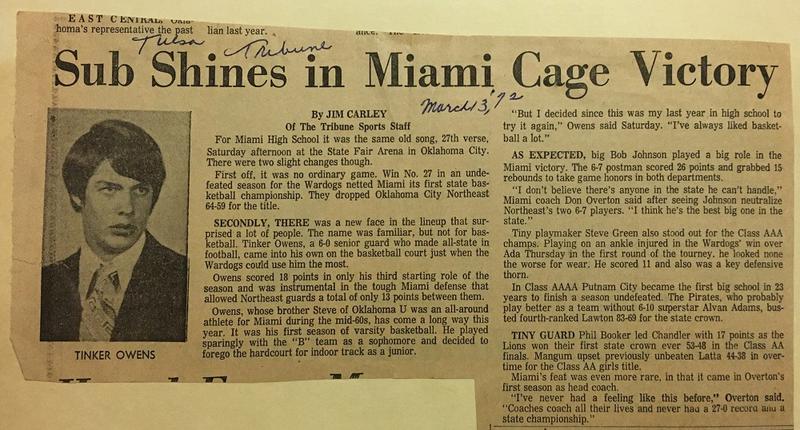 EAST CENTRAL, Okla-
homa's representative the past
lian last year.
ance. The
Tulsa Tribune
Sub Shines in Miami Cage Victory
March 3, '72
By JIM CARLEY
Of The Tribune Sports Staff
For Miami High School it was the same old song, 27th verse,
Saturday afternoon at the State Fair Arena in Oklahoma City.
There were two slight changes though.
First off, it was no ordinary game. Win No. 27 in an unde-
feated season for the Wardogs netted Miami its first state bas-
ketball championship. They dropped Oklahoma City Northeast
64-59 for the title.
SECONDLY, THERE was a new face in the lineup that sur-
prised a lot of people. The name was familiar, but not for bas-
ketball. Tinker Owens, a 6-0 senior guard who made all-state in
football, came into his own on the basketball court just when the
Wardogs could use him the most.
Owens scored 18 points in only his third starting role of the
season and was instrumental in the tough Miami defense that
allowed Northeast guards a total of only 13 points between them.
Owens, whose brother Steve of Oklahoma U was an all-around
athlete for Miami during the mid-60s, has come a long way this
year. It was his first season of varsity basketball. He played
sparingly with the "B" team as a sophomore and decided to
forego the hardcourt for indoor track as a junior.
TINKER OWENS
"But I decided since this was my last year in high school to
try it again," Owens said Saturday. "I've always liked basket-
ball a lot."
AS EXPECTED, big Bob Johnson played a big role in the
Miami victory. The 6-7 postman scored 26 points and grabbed 15
rebounds to take game honors in both departments.
"I don't believe there's anyone in the state he can't handle,"
Miami coach Don Overton said after seeing Johnson neutralize
Northeast's two 6-7 players. "I think he's the best big one in the
state."
Tiny playmaker Steve Green also stood out for the Class AAA
champs. Playing on an ankle injured in the Wardogs' win over
Ada Thursday in the first round of the tourney, he looked none
the worse for wear. He scored 11 and also was a key defensive
thorn.
In Class AAAA Putnam City became the first big school in 23
years to finish a season undefeated. The Pirates, who probably
play better as a team without 6-10 superstar Alvan Adams, bus-
ted fourth-ranked Lawton 83-69 for the state crown.
TINY GUARD Phil Booker led Chandler with 17 points as the
Lions won their first state crown ever 53-48 in the Class AA
finals. Mangum upset previously unbeaten Latta 44-38 in over-
time for the Class AA girls title.
Miami's feat was even more rare, in that it came in Overton's
first season as head coach.
"I've never had a feeling like this before," Overton said.
"Coaches coach all their lives and never had a 27-0 record and a
state championship."